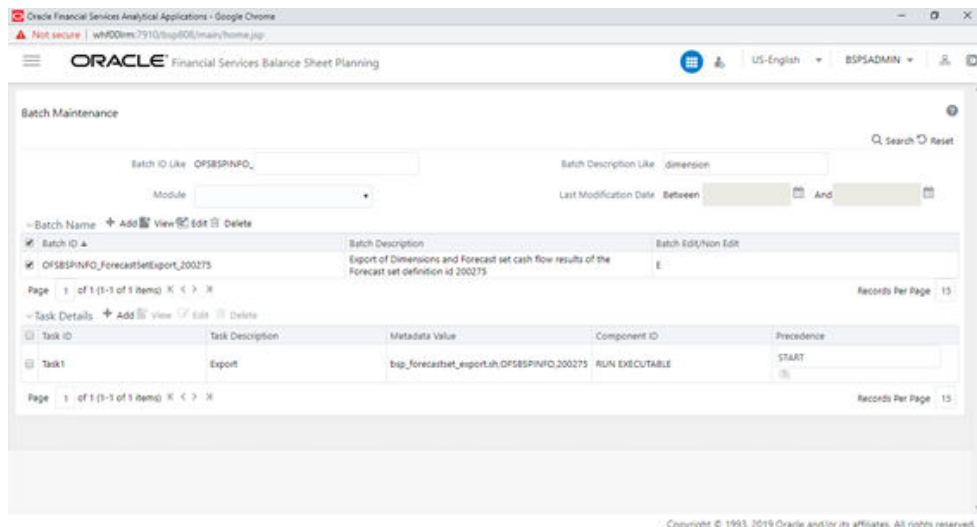 Oracle Financial Services Analytical Applications - Google Chrome
Not secure | whf00lrm:7910/bsp808/main/home.jsp
ORACLE Financial Services Balance Sheet Planning
US-English BSPSADMIN
Batch Maintenance
Search Reset
Batch ID Like OFSBSPINFO_ Batch Description Like dimension
Module Last Modification Date Between And
Batch Name Add View Edit Delete
Batch ID Batch Description Batch Edit/Non Edit
OFSBSPINFO_ForecastSetExport_200275 Export of Dimensions and Forecast set cash flow results of the Forecast set definition id 200275 E
Page 1 of 1 (1-1 of 1 items) Records Per Page 15
Task Details Add View Edit Delete
Task ID Task Description Metadata Value Component ID Precedence
Task1 Export bsp_forecastset_export.sh,OFSBSPINFO,200275 RUN EXECUTABLE START
Page 1 of 1 (1-1 of 1 items) Records Per Page 15
Copyright © 1993, 2019 Oracle and/or its affiliates. All rights reserved.